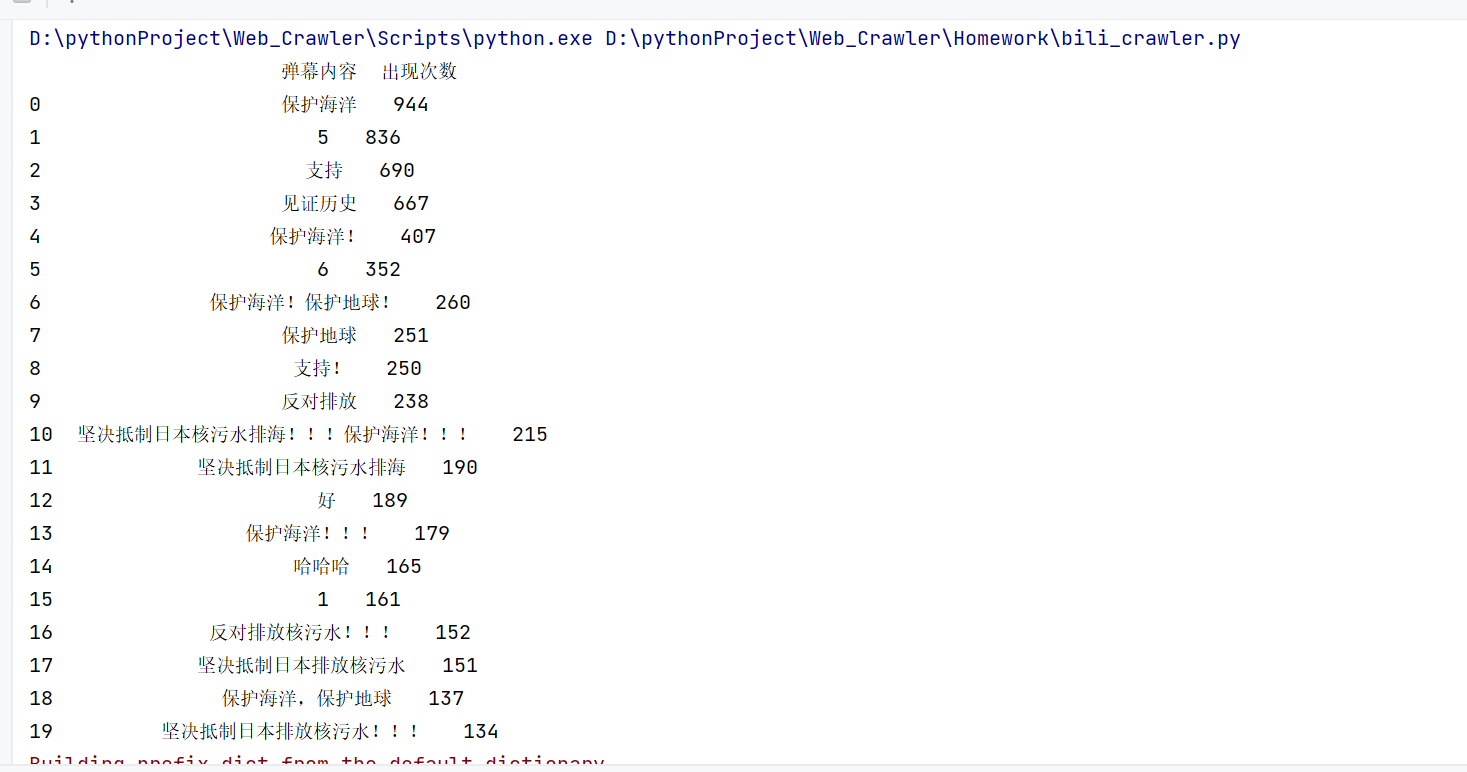 D:\pythonProject\Web_Crawler\Scripts\python.exe D:\pythonProject\Web_Crawler\Homework\bili_crawler.py
弹幕内容 出现次数
0 保护海洋 944
1 5 836
2 支持 690
3 见证历史 667
4 保护海洋! 407
5 6 352
6 保护海洋!保护地球! 260
7 保护地球 251
8 支持! 250
9 反对排放 238
10 坚决抵制日本核污水排海!!!保护海洋!!! 215
11 坚决抵制日本核污水排海 190
12 好 189
13 保护海洋!!! 179
14 哈哈哈 165
15 1 161
16 反对排放核污水!!! 152
17 坚决抵制日本排放核污水 151
18 保护海洋,保护地球 137
19 坚决抵制日本排放核污水!!! 134
Building prefix dict from the default dictionary